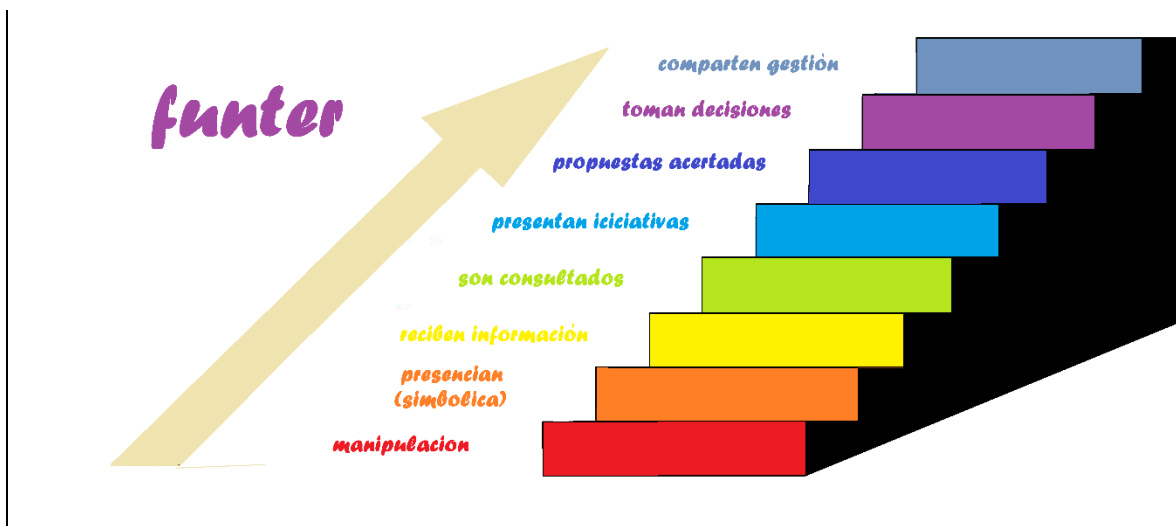 funter
comparten gestión
toman decisiones
propuestas acertadas
presentan iciciativas
son consultados
reciben información
presencian
(simbolica)
manipulacion